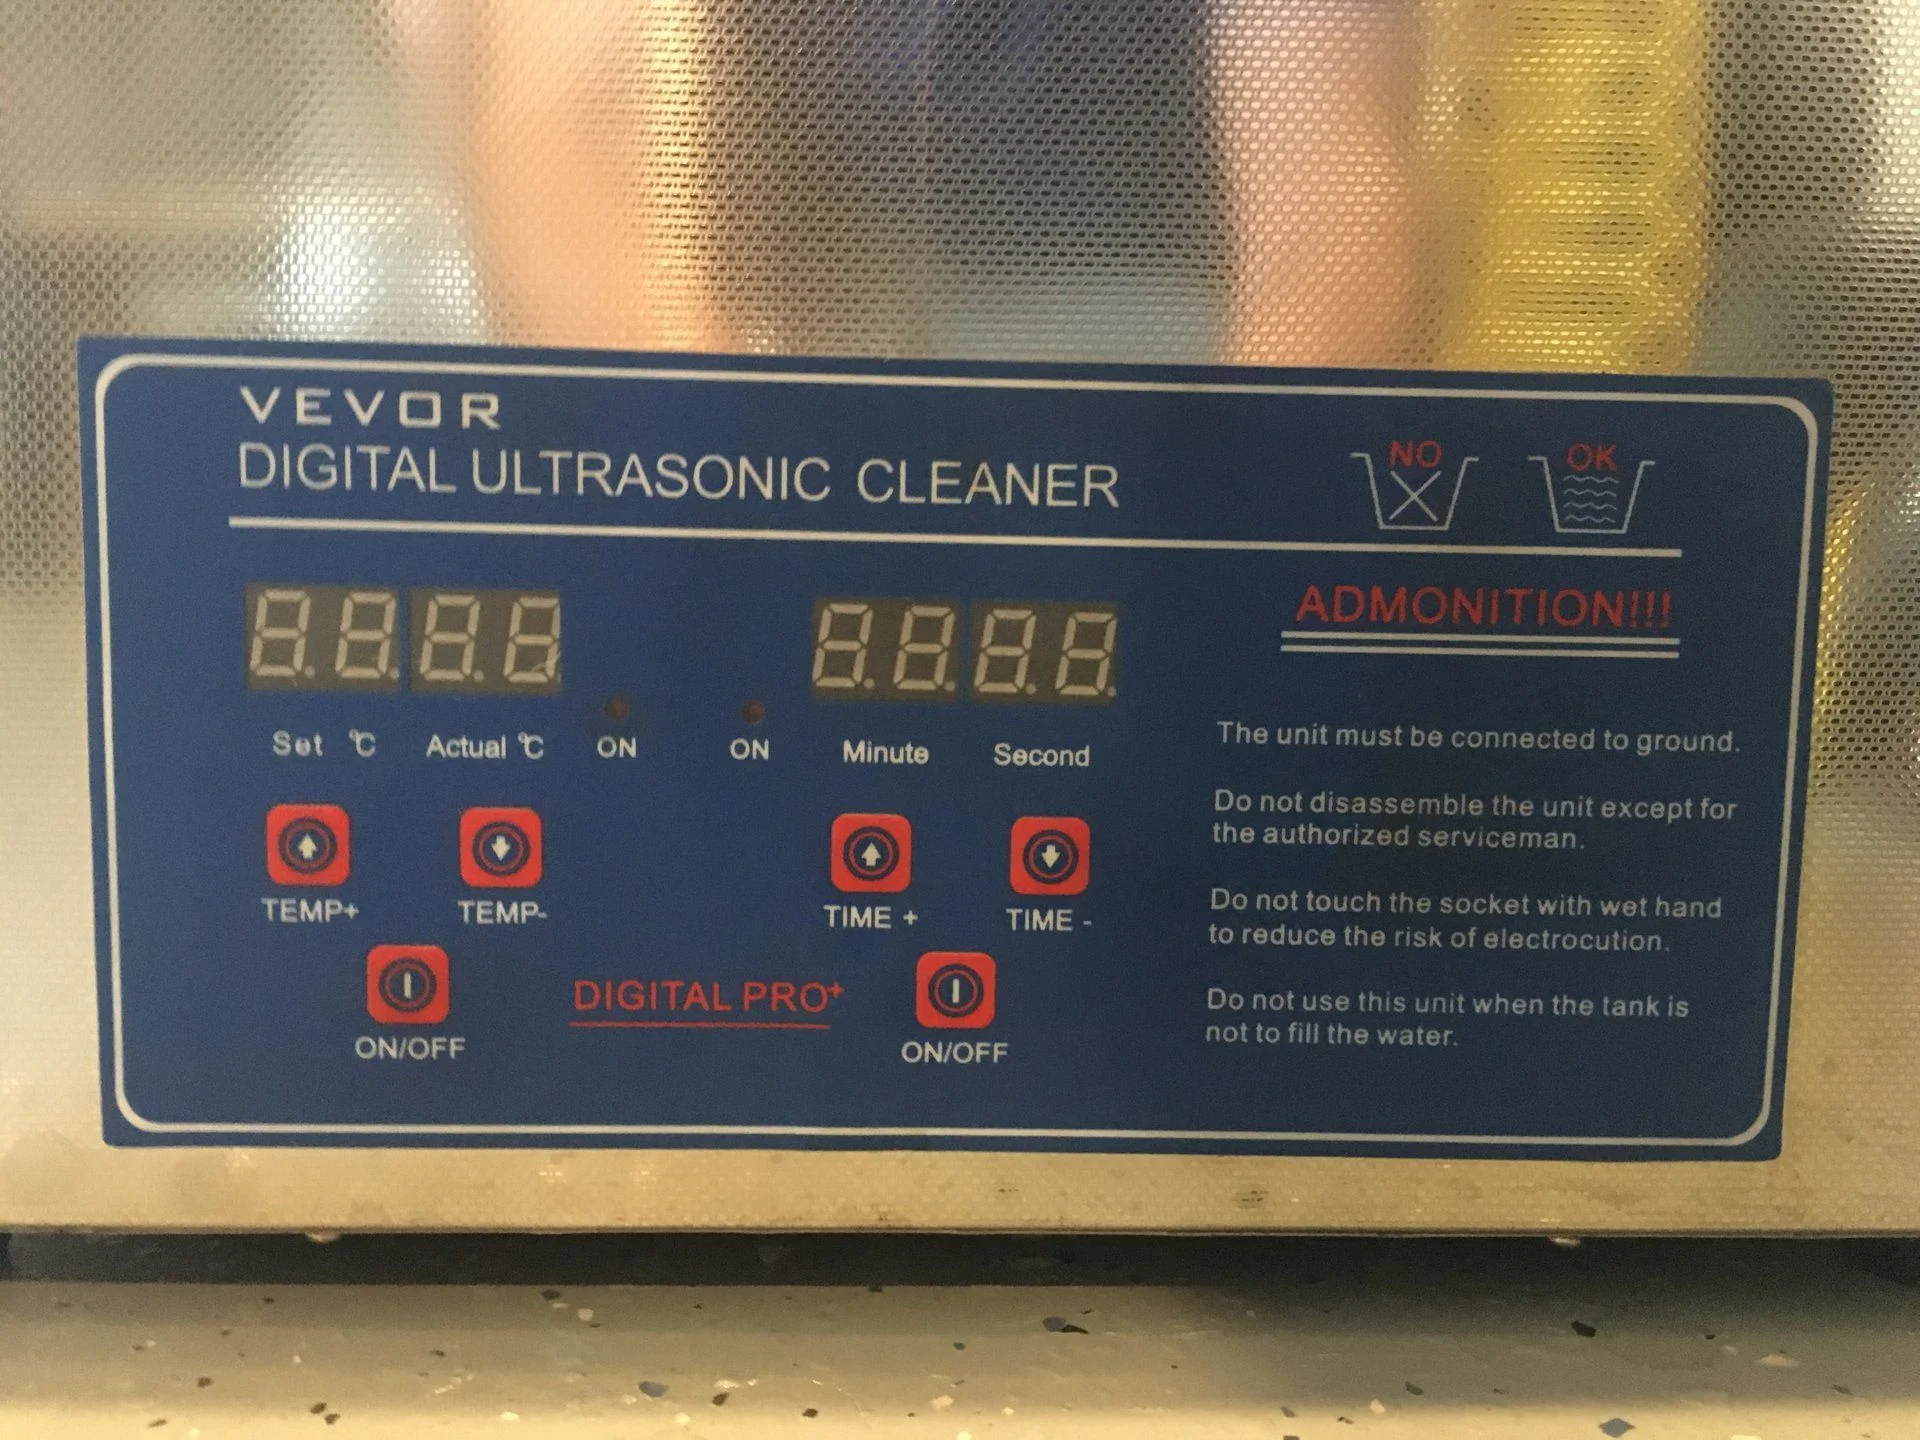 VEVOR
DIGITAL ULTRASONIC CLEANER
NO OK
ADMONITION!!!
Set °C Actual °C ON ON Minute Second
TEMP+ TEMP- TIME + TIME -
ON/OFF DIGITAL PRO+ ON/OFF
The unit must be connected to ground.
Do not disassemble the unit except for
the authorized serviceman.
Do not touch the socket with wet hand
to reduce the risk of electrocution.
Do not use this unit when the tank is
not to fill the water.